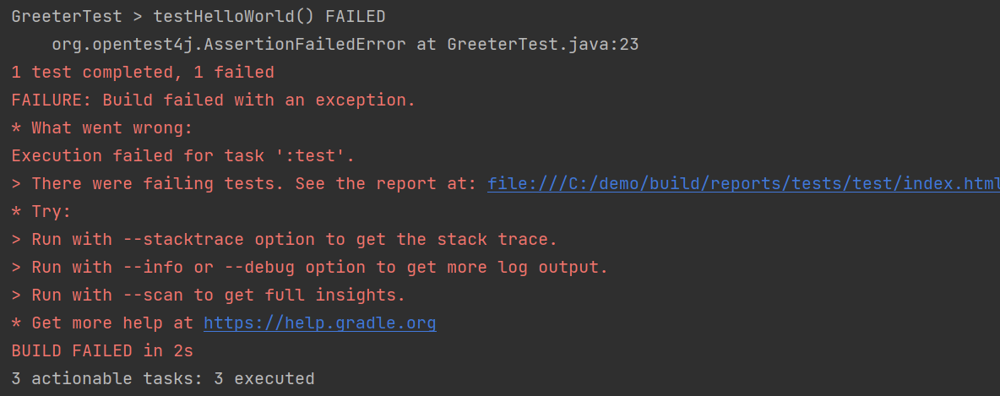 GreeterTest > testHelloWorld() FAILED
org.opentest4j.AssertionFailedError at GreeterTest.java:23
1 test completed, 1 failed
FAILURE: Build failed with an exception.
* What went wrong:
Execution failed for task ':test'.
> There were failing tests. See the report at: file:///C:/demo/build/reports/tests/test/index.html
* Try:
> Run with --stacktrace option to get the stack trace.
> Run with --info or --debug option to get more log output.
> Run with --scan to get full insights.
* Get more help at https://help.gradle.org
BUILD FAILED in 2s
3 actionable tasks: 3 executed